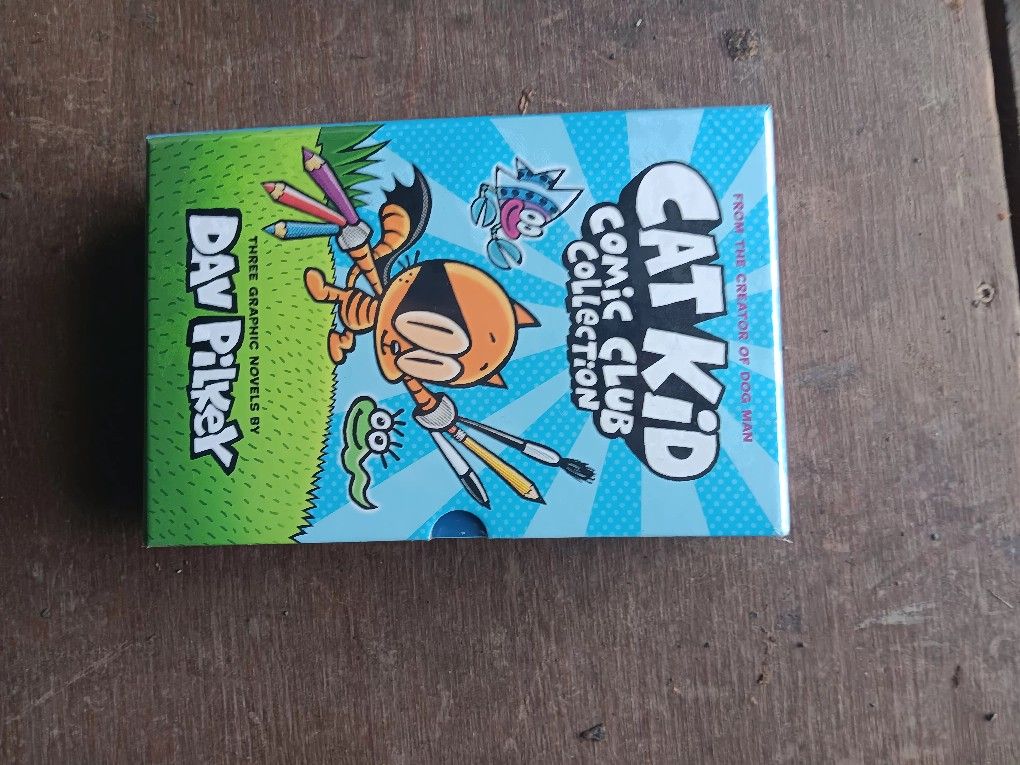 FROM THE CREATOR OF DOG MAN
CAT KiD
COMIC CLUB
COLLECTION
THREE GRAPHIC NOVELS BY
DAV PiLKEY